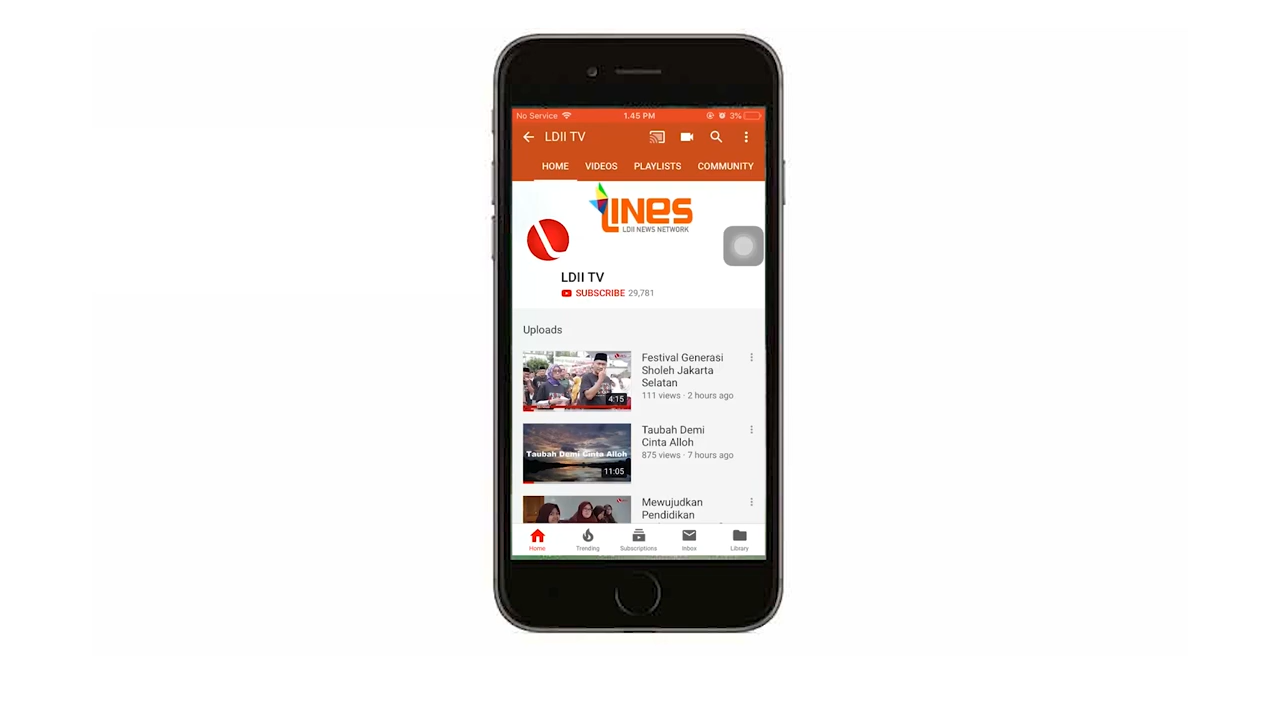 No Service
1.45 PM
3%
LDII TV
HOME VIDEOS PLAYLISTS COMMUNITY
LINES
LDII NEWS NETWORK
LDII TV
SUBSCRIBE 29,781
Uploads
Festival Generasi
Sholeh Jakarta
Selatan
111 views · 2 hours ago
4:15
Taubah Demi
Cinta Alloh
875 views · 7 hours ago
Taubah Demi Cinta Alloh
11:05
Mewujudkan
Pendidikan
Home Trending Subscriptions Inbox Library